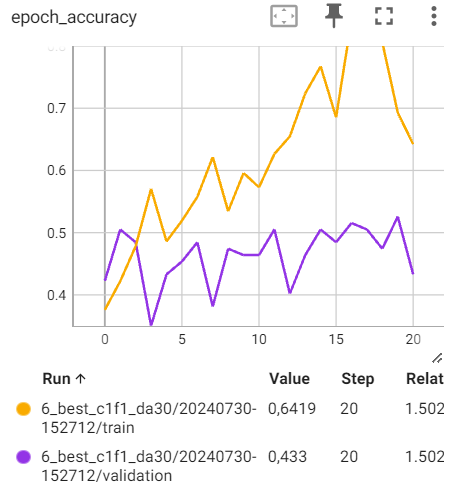 epoch_accuracy
0.7
0.6
0.5
0.4
0 5 10 15 20
Run ↑ Value Step Relat
6_best_c1f1_da30/20240730-152712/train 0,6419 20 1.502
6_best_c1f1_da30/20240730-152712/validation 0,433 20 1.502